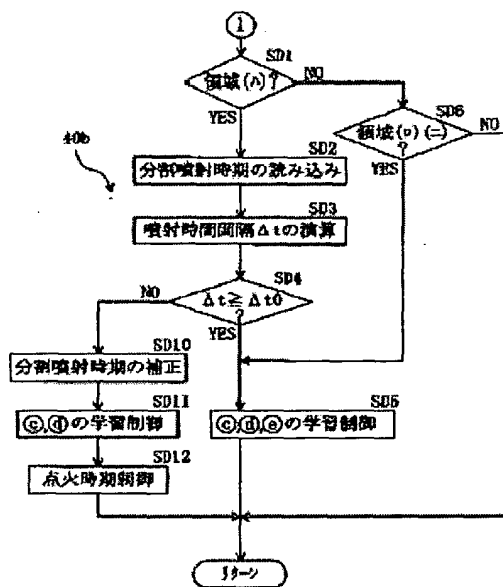 1
SD1
領域(ハ)?
NO
YES
SD6
領域(ロ)(ニ)
?
NO
YES
40b
SD2
分割噴射時期の読み込み
SD3
噴射時間間隔Δtの演算
SD4
Δt≧Δt0
?
NO
YES
SD10
分割噴射時期の補正
SD11
ⓒ,ⓓの学習制御
SD5
ⓒ,ⓓ,ⓔの学習制御
SD12
点火時期制御
リターン